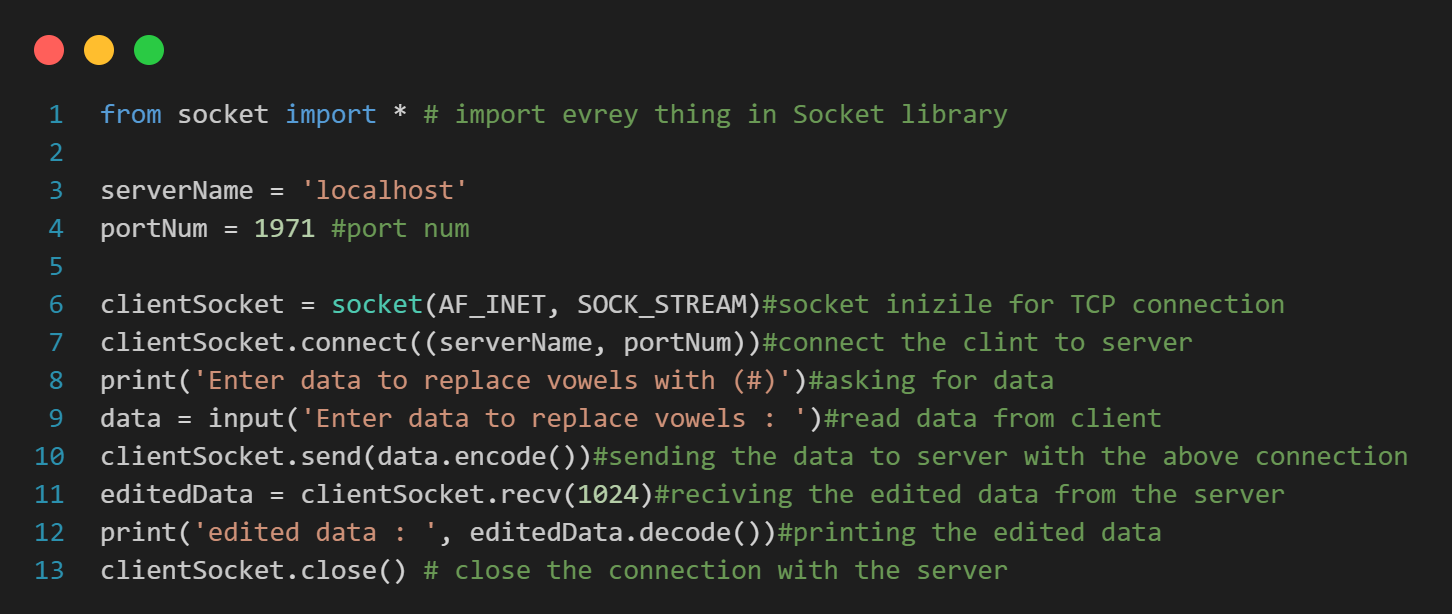 1 from socket import * # import evrey thing in Socket library
2
3 serverName = 'localhost'
4 portNum = 1971 #port num
5
6 clientSocket = socket(AF_INET, SOCK_STREAM)#socket inizile for TCP connection
7 clientSocket.connect((serverName, portNum))#connect the clint to server
8 print('Enter data to replace vowels with (#)')#asking for data
9 data = input('Enter data to replace vowels : ')#read data from client
10 clientSocket.send(data.encode())#sending the data to server with the above connection
11 editedData = clientSocket.recv(1024)#reciving the edited data from the server
12 print('edited data : ', editedData.decode())#printing the edited data
13 clientSocket.close() # close the connection with the server